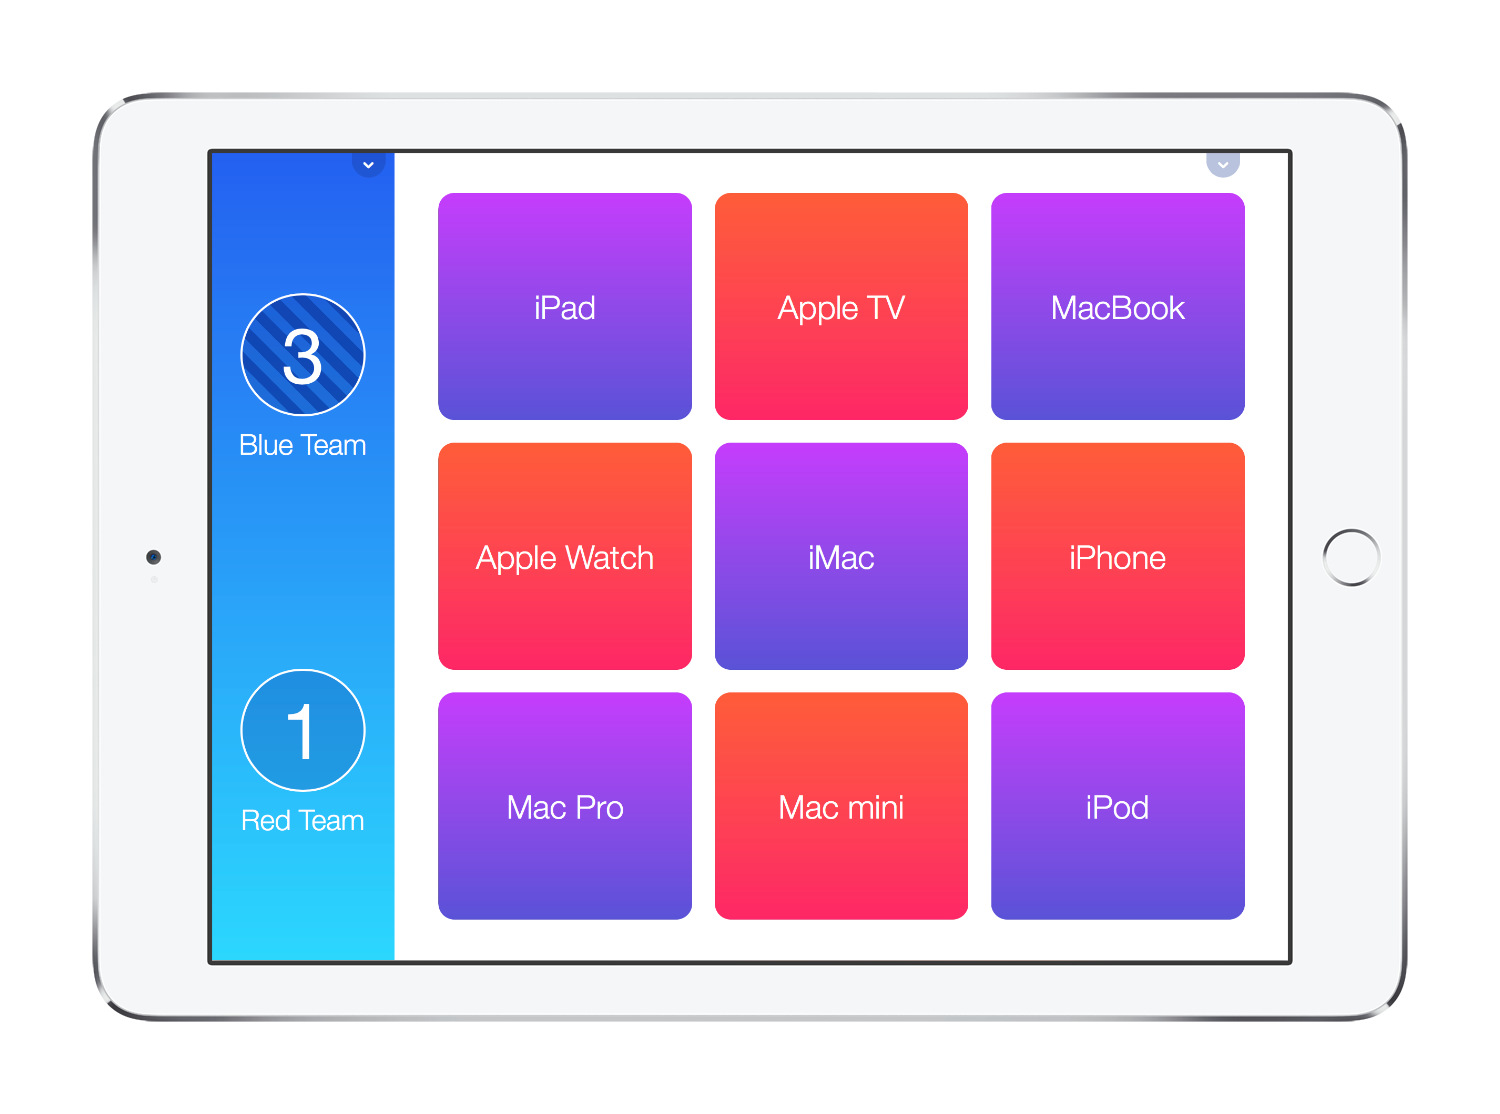 3
Blue Team
1
Red Team
iPad
Apple TV
MacBook
Apple Watch
iMac
iPhone
Mac Pro
Mac mini
iPod